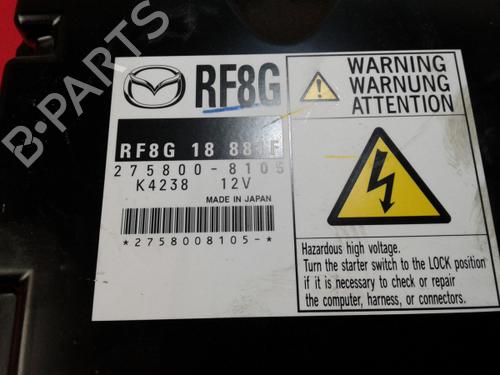 B-PARTS
RF8G
RF8G 18 881F
275800-8105
K4238 12V
MADE IN JAPAN
*2758008105-*
WARNING
WARNUNG
ATTENTION
Hazardous high voltage.
Turn the starter switch to the LOCK position
if it is necessary to check or repair
the computer, harness, or connectors.
B-PARTS